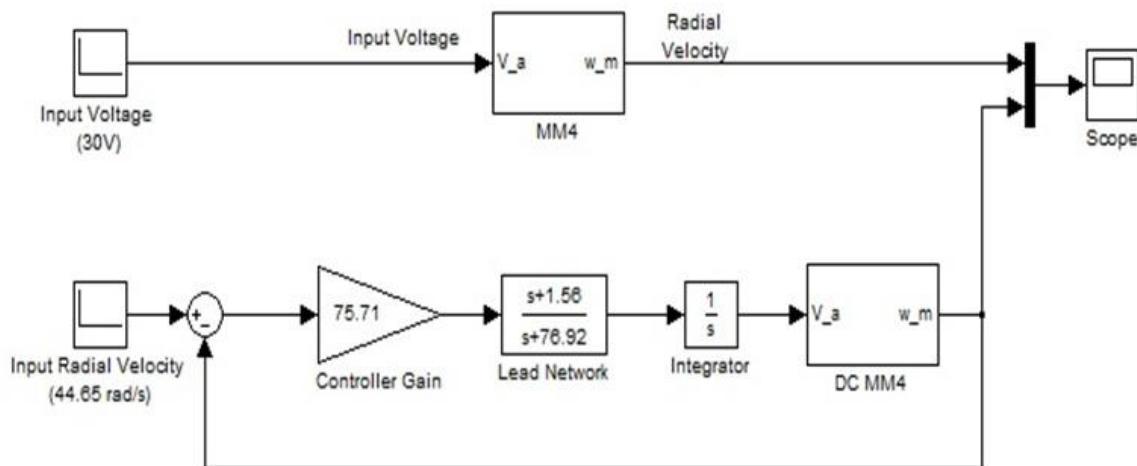 Input Voltage
(30V)
Input Voltage
V_a
w_m
MM4
Radial
Velocity
Scope
Input Radial Velocity
(44.65 rad/s)
+
-
75.71
Controller Gain
s+1.56
s+76.92
Lead Network
1
s
Integrator
V_a
w_m
DC MM4